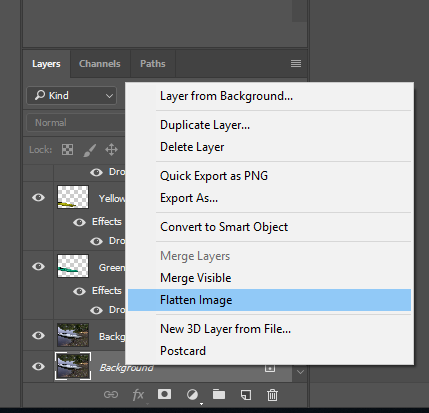 Layers Channels Paths
Kind
Normal
Lock:
Dro
Yellow
Effects
Dro
Green
Effects
Dro
Backg
Background
fx
Layer from Background...
Duplicate Layer...
Delete Layer
Quick Export as PNG
Export As...
Convert to Smart Object
Merge Layers
Merge Visible
Flatten Image
New 3D Layer from File...
Postcard